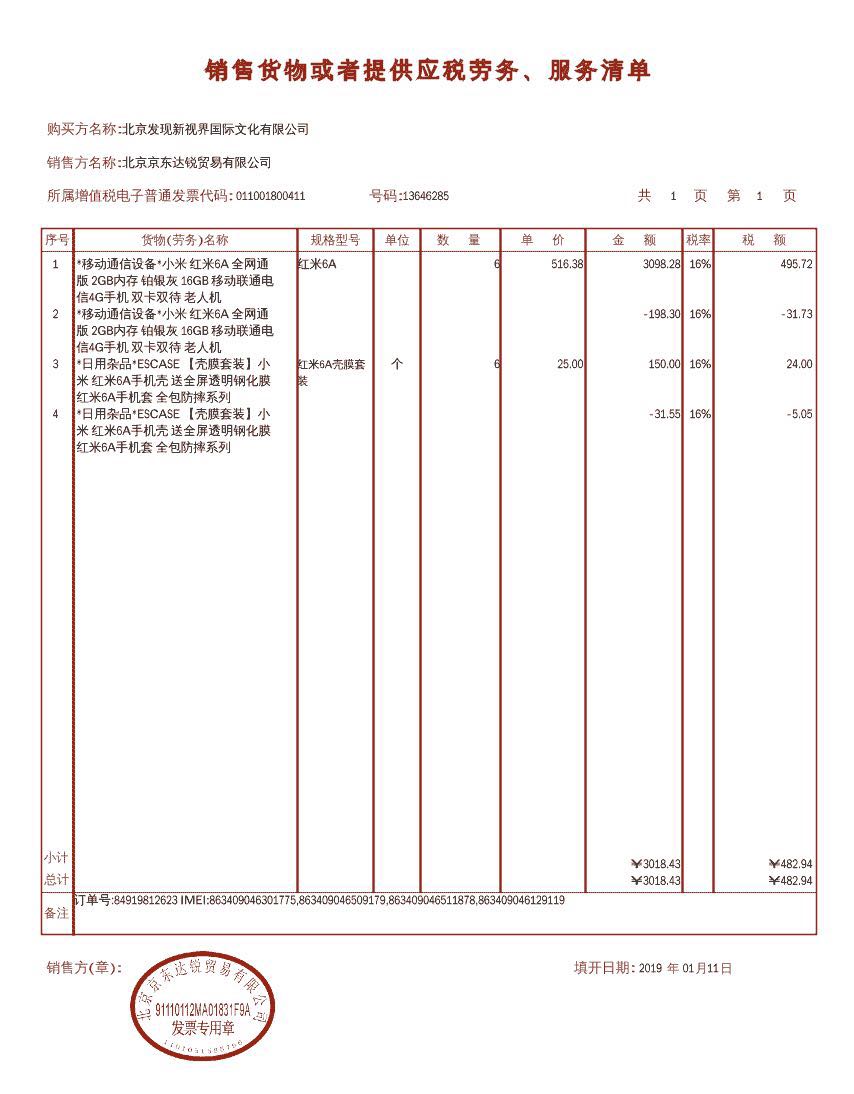 销售货物或者提供应税劳务、服务清单
购买方名称:北京发现新视界国际文化有限公司
销售方名称:北京京东达锐贸易有限公司
所属增值税电子普通发票代码: 011001800411 号码:13646285 共 1 页 第 1 页
序号 货物(劳务)名称 规格型号 单位 数 量 单 价 金 额 税率 税 额
1 *移动通信设备*小米 红米6A 全网通 红米6A 6 516.38 3098.28 16% 495.72
版 2GB内存 铂银灰 16GB 移动联通电
信4G手机 双卡双待 老人机
2 *移动通信设备*小米 红米6A 全网通 -198.30 16% -31.73
版 2GB内存 铂银灰 16GB 移动联通电
信4G手机 双卡双待 老人机
3 *日用杂品*ESCASE 【壳膜套装】小 红米6A壳膜套 个 6 25.00 150.00 16% 24.00
米 红米6A手机壳 送全屏透明钢化膜 装
红米6A手机套 全包防摔系列
4 *日用杂品*ESCASE 【壳膜套装】小 -31.55 16% -5.05
米 红米6A手机壳 送全屏透明钢化膜
红米6A手机套 全包防摔系列
小计 ¥3018.43 ¥482.94
总计 ¥3018.43 ¥482.94
备注 订单号:84919812623 IMEI:863409046301775,863409046509179,863409046511878,863409046129119
销售方(章): 填开日期: 2019 年 01月11日
北京京东达锐贸易有限公司
91110112MA01831F9A
发票专用章